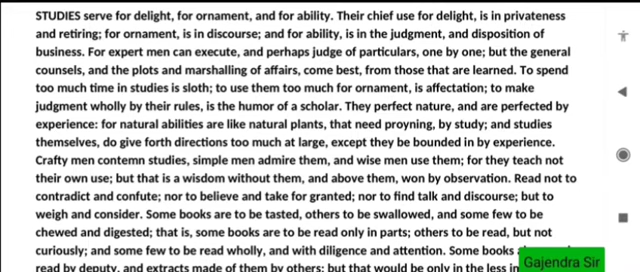 STUDIES serve for delight, for ornament, and for ability. Their chief use for delight, is in privateness
and retiring; for ornament, is in discourse; and for ability, is in the judgment, and disposition of
business. For expert men can execute, and perhaps judge of particulars, one by one; but the general
counsels, and the plots and marshalling of affairs, come best, from those that are learned. To spend
too much time in studies is sloth; to use them too much for ornament, is affectation; to make
judgment wholly by their rules, is the humor of a scholar. They perfect nature, and are perfected by
experience: for natural abilities are like natural plants, that need proyning, by study; and studies
themselves, do give forth directions too much at large, except they be bounded in by experience.
Crafty men contemn studies, simple men admire them, and wise men use them; for they teach not
their own use; but that is a wisdom without them, and above them, won by observation. Read not to
contradict and confute; nor to believe and take for granted; nor to find talk and discourse; but to
weigh and consider. Some books are to be tasted, others to be swallowed, and some few to be
chewed and digested; that is, some books are to be read only in parts; others to be read, but not
curiously; and some few to be read wholly, and with diligence and attention. Some books
read by deputy, and extracts made of them by others; but that would be only in the less
Gajendra Sir